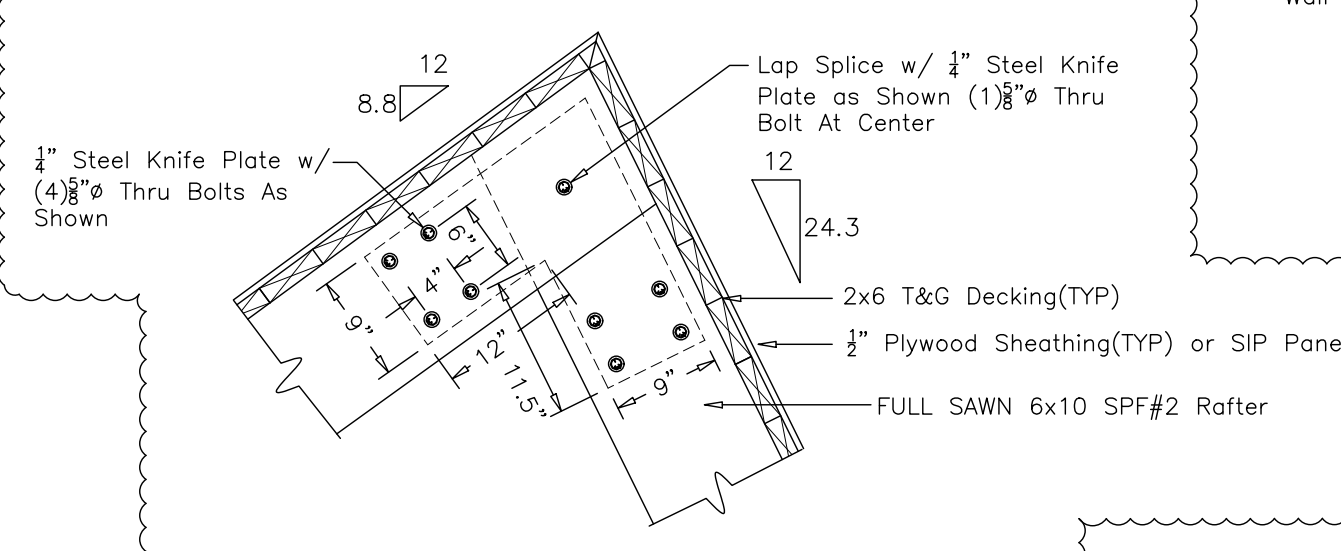 Wall
12
8.8
Lap Splice w/ 1/4" Steel Knife
Plate as Shown (1)5/8"ø Thru
Bolt At Center
1/4" Steel Knife Plate w/
(4)5/8"ø Thru Bolts As
Shown
12
24.3
6"
4"
9"
12"
11.5"
9"
2x6 T&G Decking(TYP)
1/2" Plywood Sheathing(TYP) or SIP Pane
FULL SAWN 6x10 SPF#2 Rafter